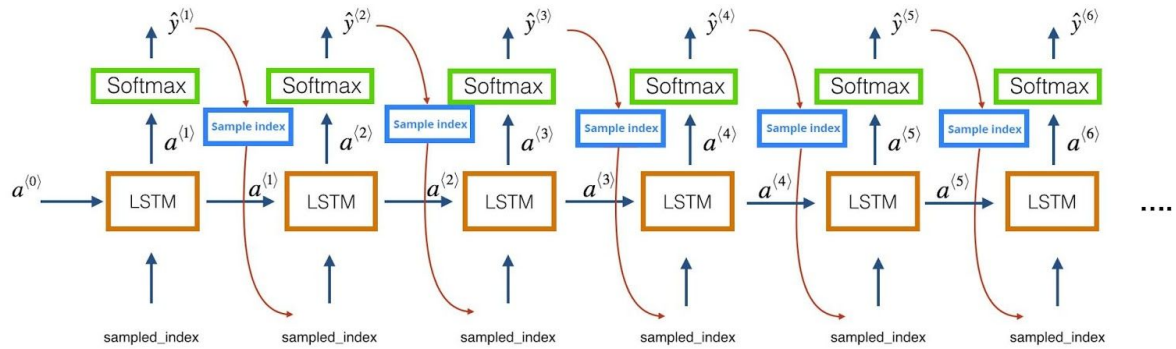 ŷ⟨1⟩ ŷ⟨2⟩ ŷ⟨3⟩ ŷ⟨4⟩ ŷ⟨5⟩ ŷ⟨6⟩
Softmax Softmax Softmax Softmax Softmax Softmax
Sample index Sample index Sample index Sample index Sample index
a⟨1⟩ a⟨2⟩ a⟨3⟩ a⟨4⟩ a⟨5⟩ a⟨6⟩
a⟨0⟩ a⟨1⟩ a⟨2⟩ a⟨3⟩ a⟨4⟩ a⟨5⟩
LSTM LSTM LSTM LSTM LSTM LSTM ....
sampled_index sampled_index sampled_index sampled_index sampled_index sampled_index